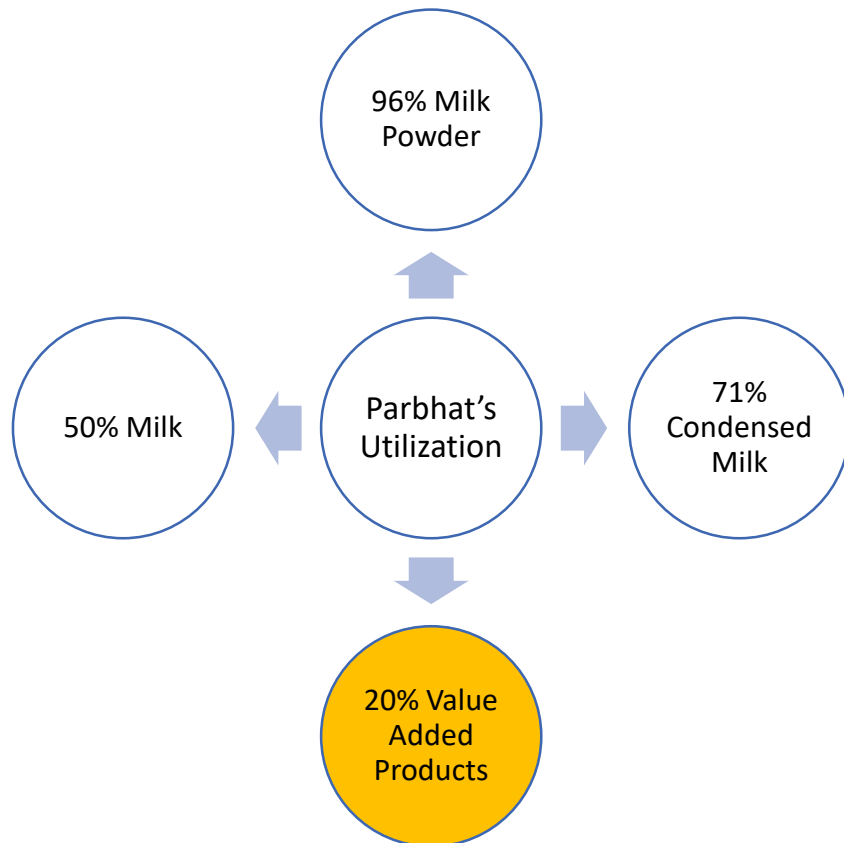 96% Milk
Powder
50% Milk
Parbhat's
Utilization
71%
Condensed
Milk
20% Value
Added
Products